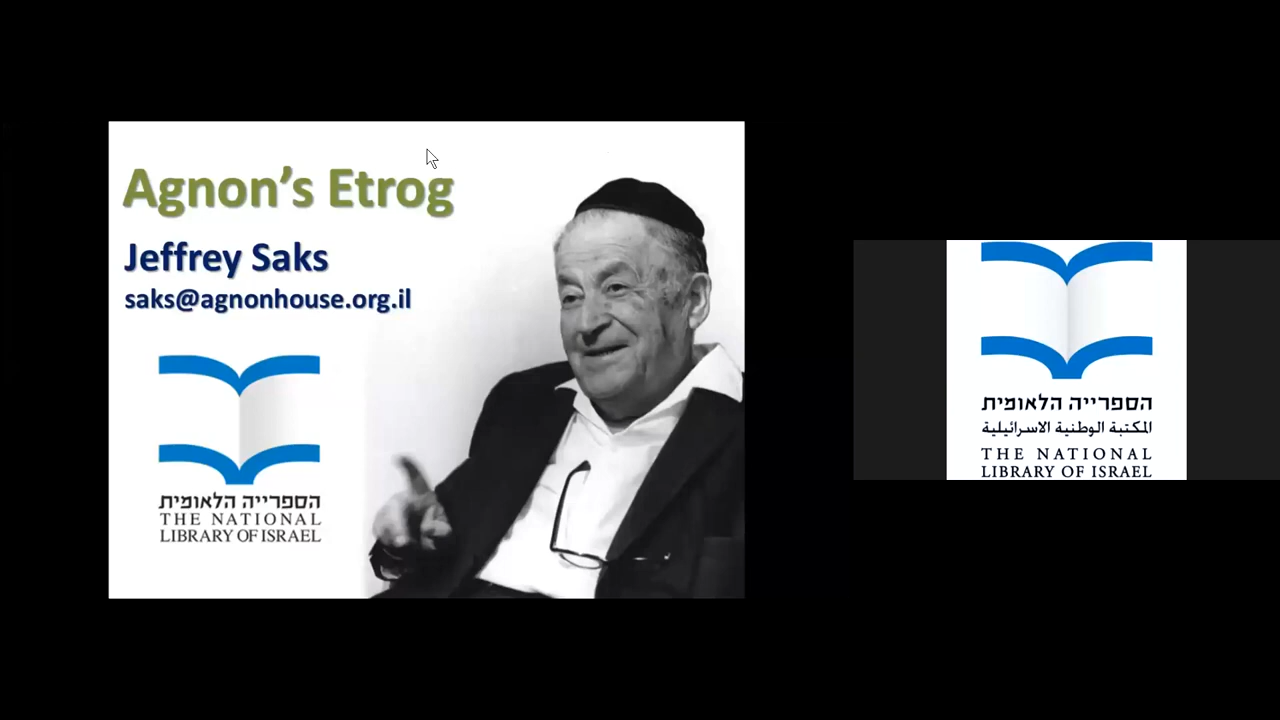 Agnon's Etrog
Jeffrey Saks
saks@agnonhouse.org.il
הספרייה הלאומית
THE NATIONAL
LIBRARY OF ISRAEL
הספרייה הלאומית
المكتبة الوطنية الاسرائيلية
THE NATIONAL
LIBRARY OF ISRAEL